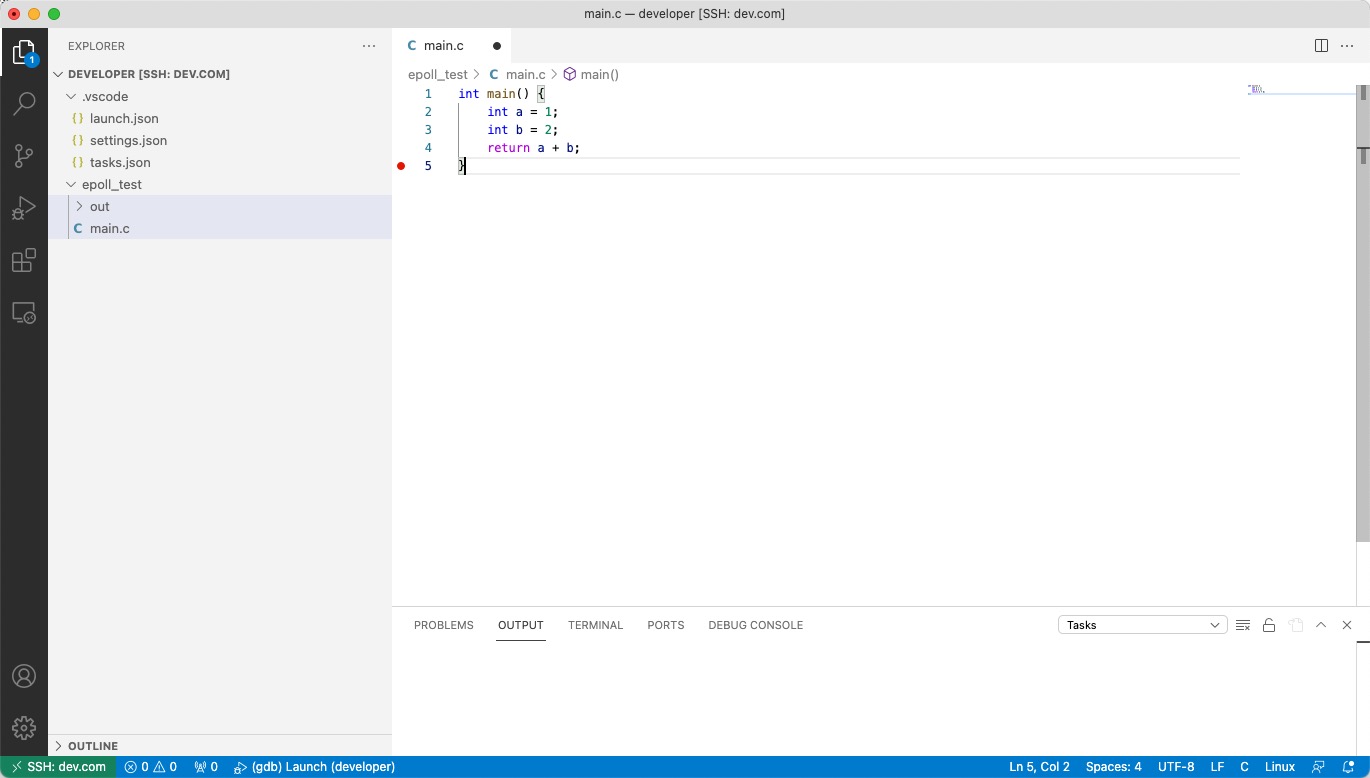 main.c — developer [SSH: dev.com]
EXPLORER
1
DEVELOPER [SSH: DEV.COM]
.vscode
{} launch.json
{} settings.json
{} tasks.json
epoll_test
out
C main.c
OUTLINE
C main.c
epoll_test > C main.c > main()
1 int main() {
2 int a = 1;
3 int b = 2;
4 return a + b;
5 }
PROBLEMS OUTPUT TERMINAL PORTS DEBUG CONSOLE Tasks
SSH: dev.com 0 0 0 (gdb) Launch (developer) Ln 5, Col 2 Spaces: 4 UTF-8 LF C Linux